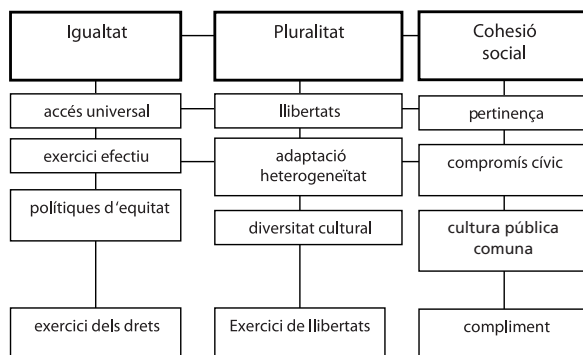 Igualtat
Pluralitat
Cohesió
social
accés universal
llibertats
pertinença
exercici efectiu
adaptació
heterogeneïtat
compromís cívic
polítiques d'equitat
diversitat cultural
cultura pública
comuna
exercici dels drets
Exercici de llibertats
compliment